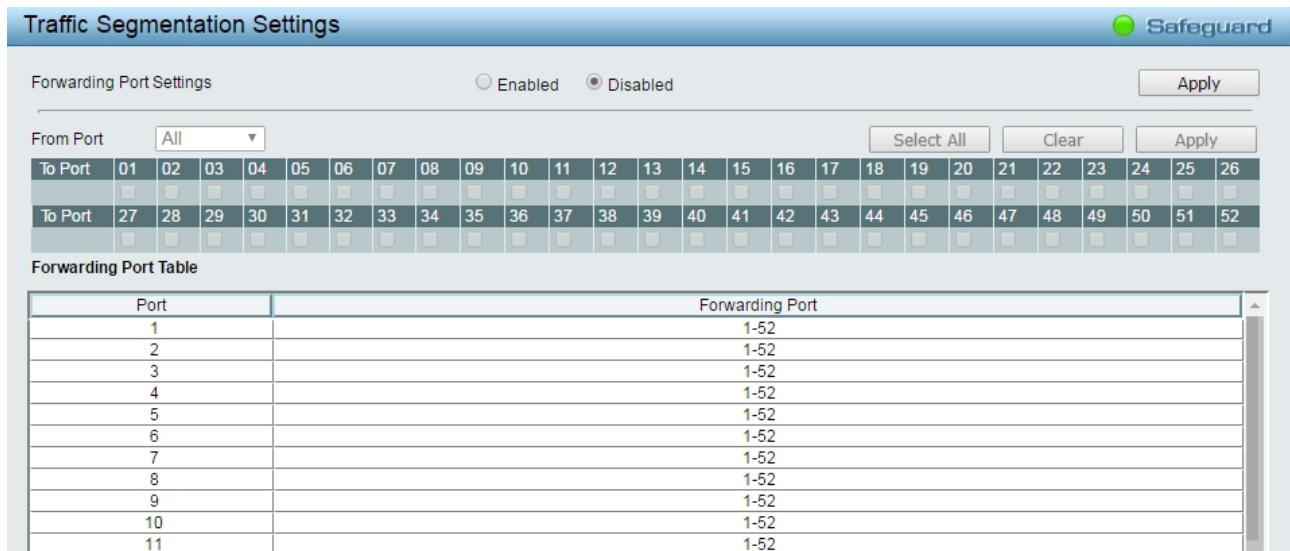 Traffic Segmentation Settings Safeguard
Forwarding Port Settings Enabled Disabled Apply
From Port All Select All Clear Apply
To Port 01 02 03 04 05 06 07 08 09 10 11 12 13 14 15 16 17 18 19 20 21 22 23 24 25 26
To Port 27 28 29 30 31 32 33 34 35 36 37 38 39 40 41 42 43 44 45 46 47 48 49 50 51 52
Forwarding Port Table
Port Forwarding Port
1 1-52
2 1-52
3 1-52
4 1-52
5 1-52
6 1-52
7 1-52
8 1-52
9 1-52
10 1-52
11 1-52